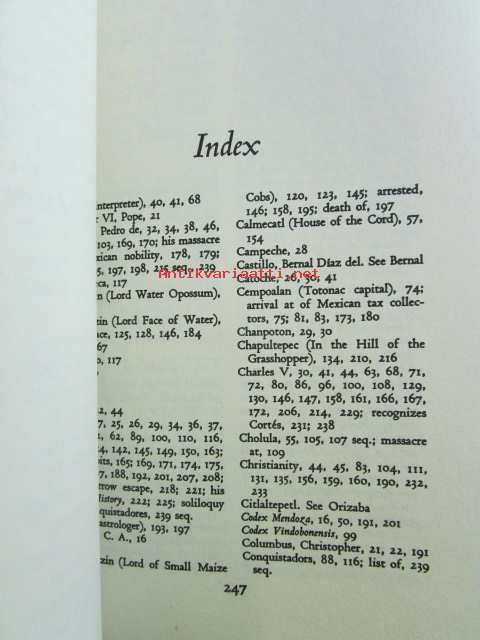 Index
interpreter), 40, 41, 68
VI, Pope, 21
Pedro de, 32, 34, 38, 46,
103, 169, 170; his massacre
nobility, 178, 179;
197, 198, 235 seq., 239
117
(Lord Water Opossum),
(Lord Face of Water),
125, 128, 146, 184
67
117
44
25, 26, 29, 34, 36, 37,
62, 89, 100, 110, 116,
142, 145, 149, 150, 163;
165; 169, 171, 174, 175,
188, 192, 201, 207, 208;
escape, 218; 221; his
History, 222; 225; soliloquy
239 seq.
astrologer), 193, 197
C. A., 16
(Lord of Small Maize
Cobs), 120, 123, 145; arrested,
146; 158, 195; death of, 197
Calmecatl (House of the Cord), 57,
154
Campeche, 28
Castillo, Bernal Díaz del. See Bernal
Catoche, 26, 30, 41
Cempoalan (Totonac capital), 74;
arrival at of Mexican tax collec-
tors, 75; 81, 83, 173, 180
Chanpoton, 29, 30
Chapultepec (In the Hill of the
Grasshopper), 134, 210, 216
Charles V, 30, 41, 44, 63, 68, 71,
72, 80, 86, 96, 100, 108, 129,
130, 146, 147, 158, 161, 166, 167,
172, 206, 214, 229; recognizes
Cortés, 231; 238
Cholula, 55, 105, 107 seq.; massacre
at, 109
Christianity, 44, 45, 83, 104, 111,
131, 135, 156, 159, 160, 190, 232,
233
Citlaltepetl. See Orizaba
Codex Mendoza, 16, 50, 191, 201
Codex Vindobonensis, 99
Columbus, Christopher, 21, 22, 191
Conquistadors, 88, 116; list of, 239
seq.
247
Antikvariaatti.net